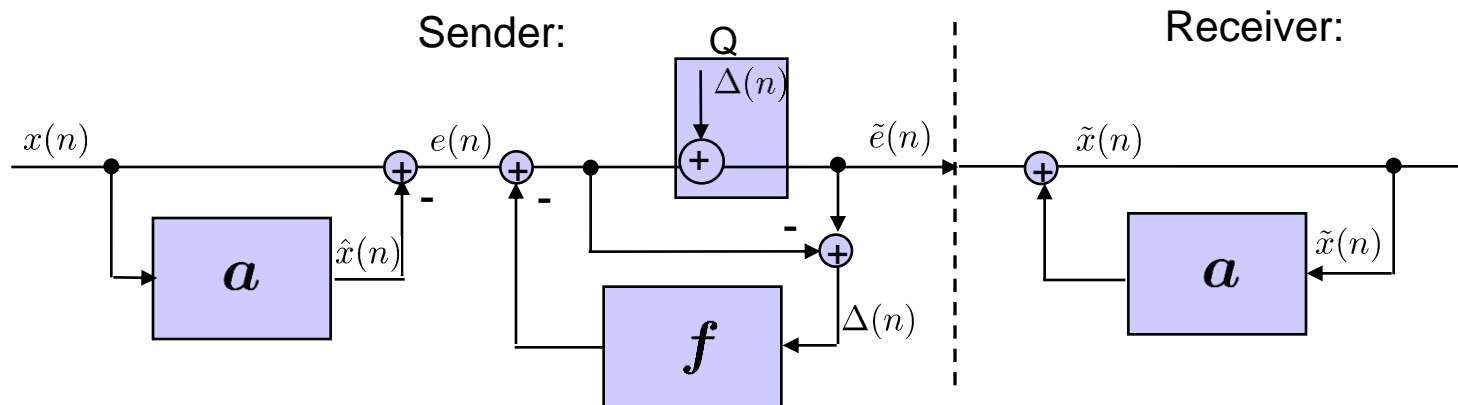 Sender:
Receiver:
Q
Δ(n)
x(n)
e(n)
ẽ(n)
x̃(n)
+
+
+
+
-
-
-
+
x̂(n)
x̃(n)
a
a
Δ(n)
f